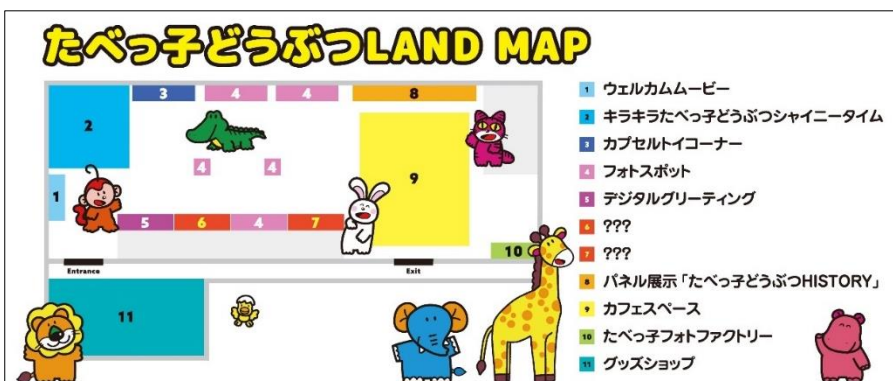 たべっ子どうぶつLAND MAP
3
4
4
8
2
4
4
9
1
5
6
4
7
10
Entrance
Exit
11
1 ウェルカムムービー
2 キラキラたべっ子どうぶつシャイニータイム
3 カプセルトイコーナー
4 フォトスポット
5 デジタルグリーティング
6 ???
7 ???
8 パネル展示「たべっ子どうぶつHISTORY」
9 カフェスペース
10 たべっ子フォトファクトリー
11 グッズショップ